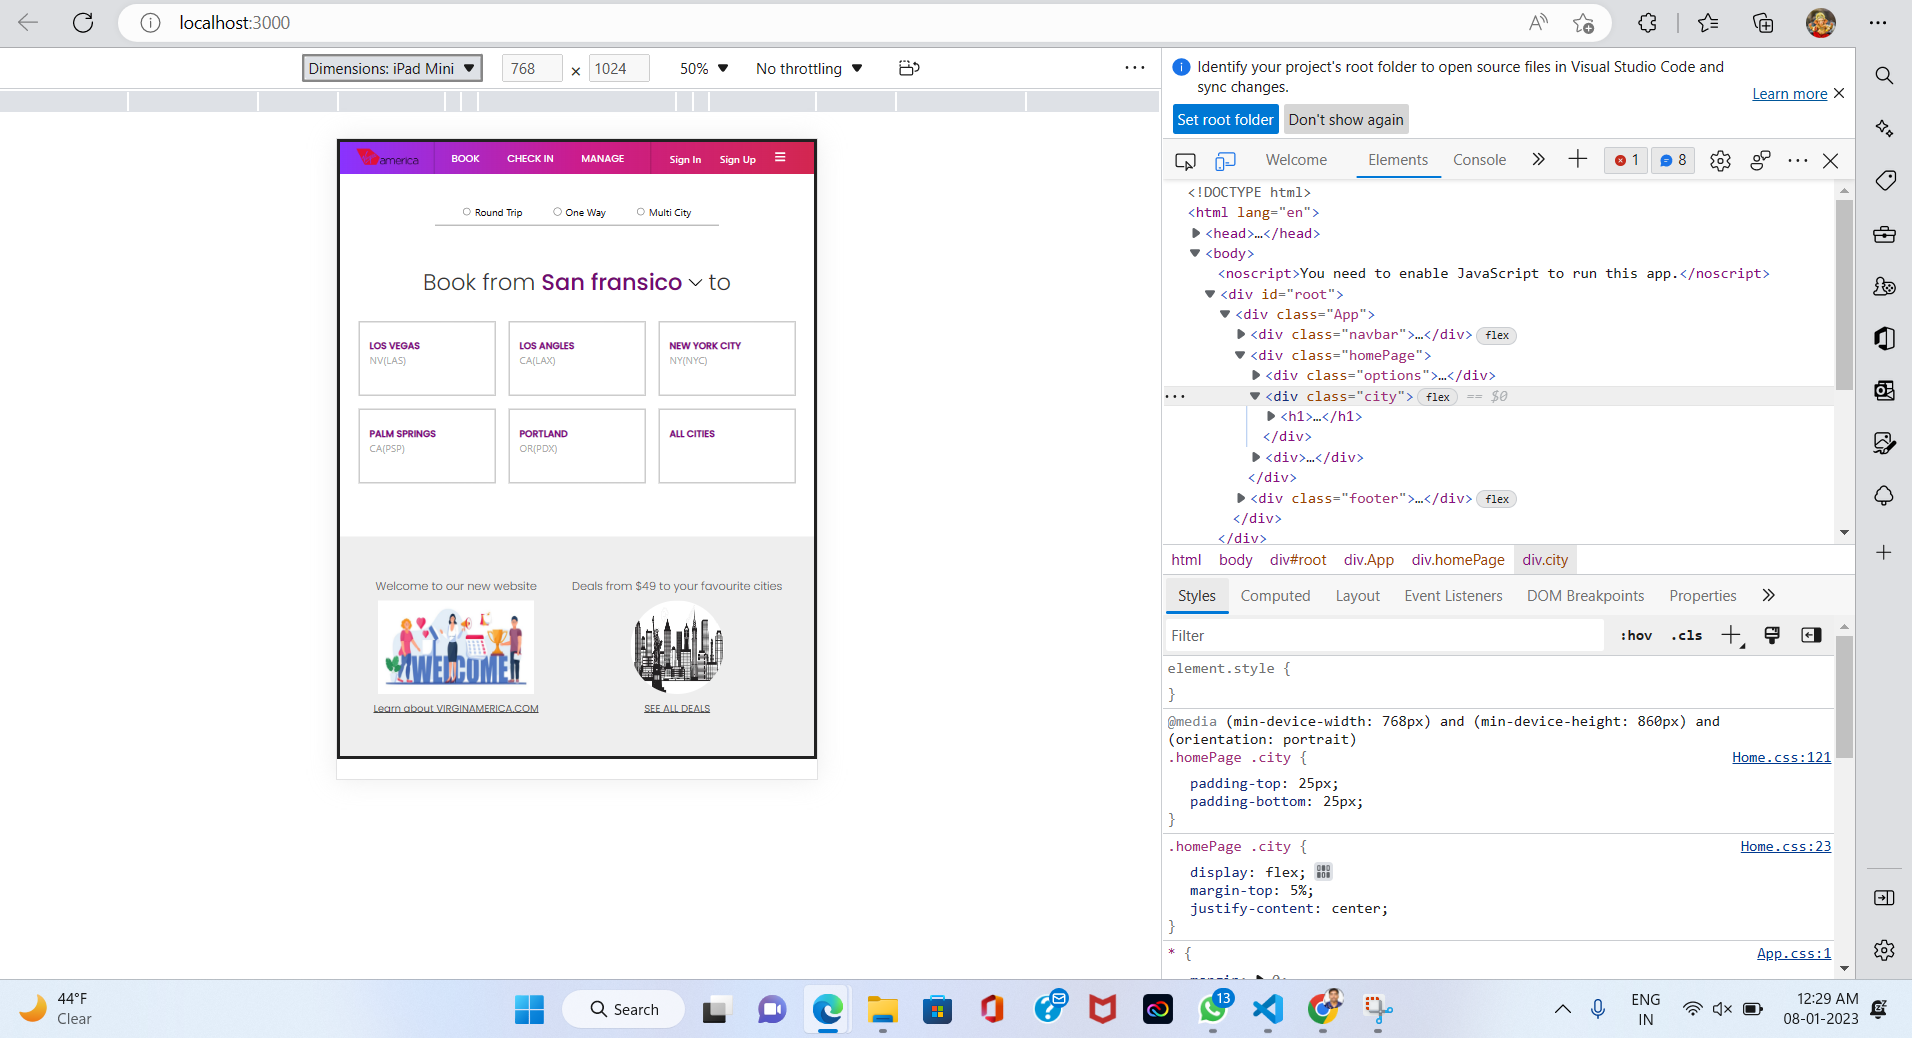 localhost:3000
Dimensions: iPad Mini 768 × 1024 50% No throttling
Identify your project's root folder to open source files in Visual Studio Code and
sync changes.
Learn more
Set root folder Don't show again
Welcome Elements Console 1 8
america BOOK CHECK IN MANAGE Sign In Sign Up
Round Trip One Way Multi City
Book from San fransico to
LOS VEGAS
NV(LAS)
LOS ANGLES
CA(LAX)
NEW YORK CITY
NY(NYC)
PALM SPRINGS
CA(PSP)
PORTLAND
OR(PDX)
ALL CITIES
Welcome to our new website
WELCOME
Learn about VIRGINAMERICA.COM
Deals from $49 to your favourite cities
SEE ALL DEALS
<!DOCTYPE html>
<html lang="en">
<head>…</head>
<body>
<noscript>You need to enable JavaScript to run this app.</noscript>
<div id="root">
<div class="App">
<div class="navbar">…</div> flex
<div class="homePage">
<div class="options">…</div>
<div class="city"> flex == $0
<h1>…</h1>
</div>
<div>…</div>
</div>
<div class="footer">…</div> flex
</div>
</div>
html body div#root div.App div.homePage div.city
Styles Computed Layout Event Listeners DOM Breakpoints Properties
Filter :hov .cls
element.style {
}
@media (min-device-width: 768px) and (min-device-height: 860px) and
(orientation: portrait)
.homePage .city { Home.css:121
padding-top: 25px;
padding-bottom: 25px;
}
.homePage .city { Home.css:23
display: flex;
margin-top: 5%;
justify-content: center;
}
* { App.css:1
margin: 0;
44°F
Clear
Search
13
ENG
IN
12:29 AM
08-01-2023